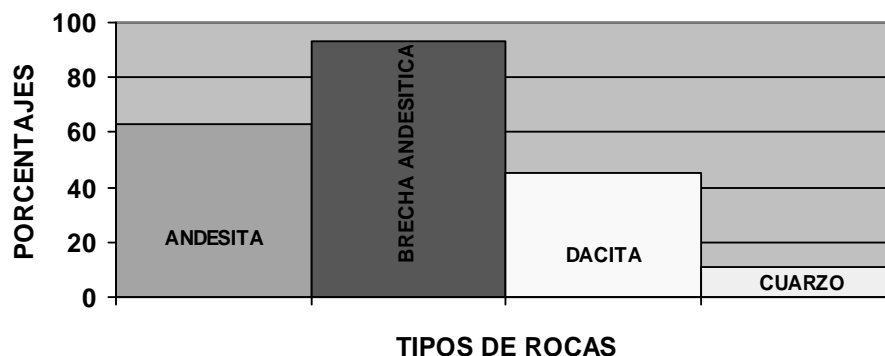 100
80
60
40
20
0
PORCENTAJES
ANDESITA
BRECHA ANDESITICA
DACITA
CUARZO
TIPOS DE ROCAS